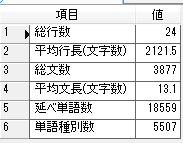 項目 値
1 総行数 24
2 平均行長(文字数) 2121.5
3 総文数 3877
4 平均文長(文字数) 13.1
5 延べ単語数 18559
6 単語種別数 5507